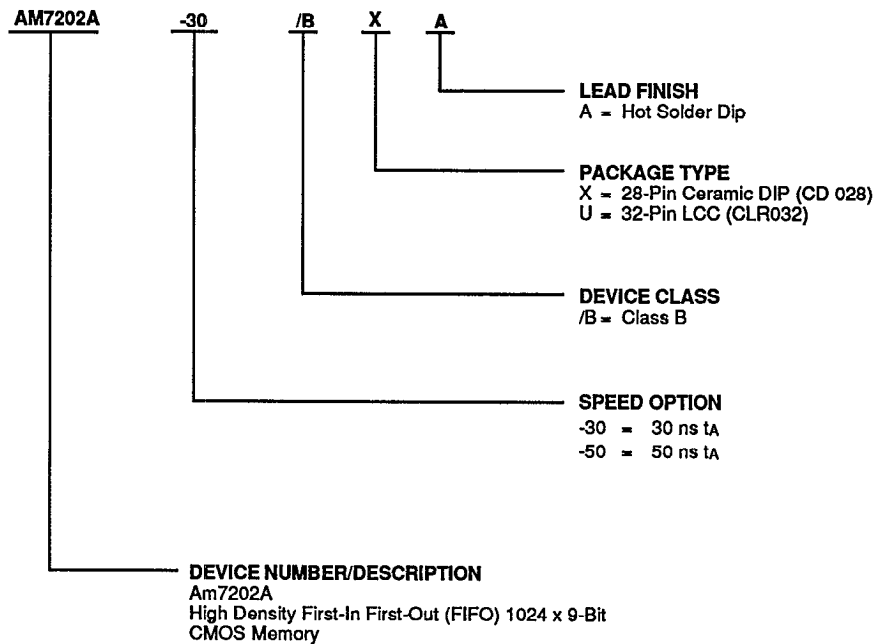 AM7202A -30 /B X A
LEAD FINISH
A = Hot Solder Dip
PACKAGE TYPE
X = 28-Pin Ceramic DIP (CD 028)
U = 32-Pin LCC (CLR032)
DEVICE CLASS
/B = Class B
SPEED OPTION
-30 = 30 ns tA
-50 = 50 ns tA
DEVICE NUMBER/DESCRIPTION
Am7202A
High Density First-In First-Out (FIFO) 1024 x 9-Bit
CMOS Memory